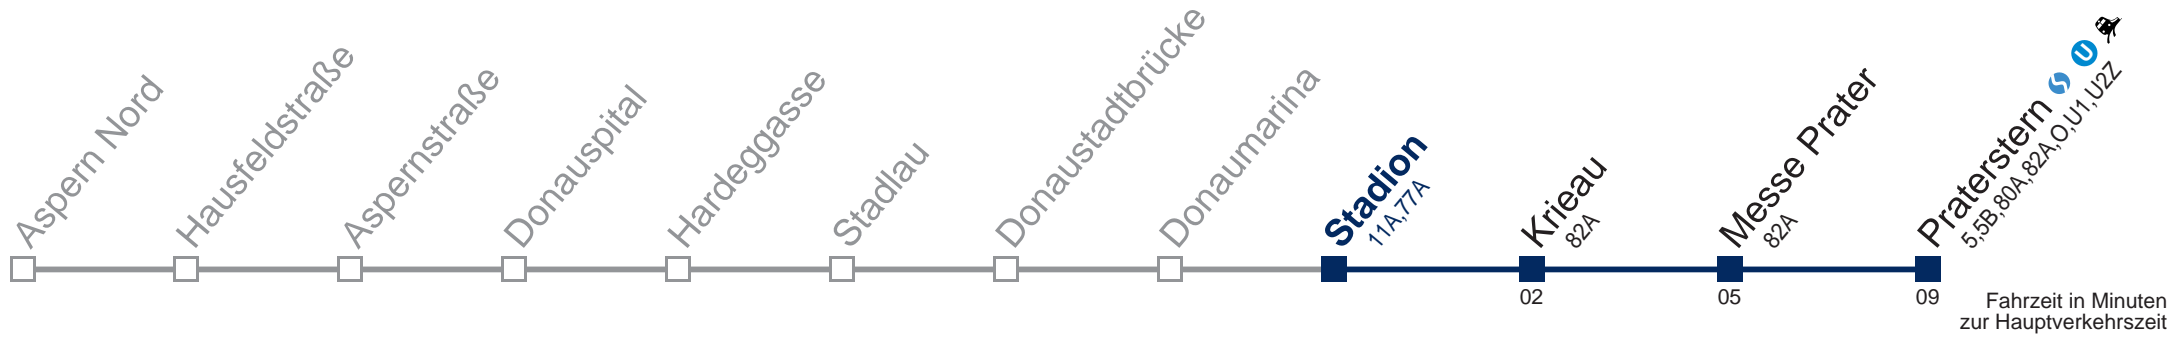 Aspern Nord
Hausfeldstraße
Aspernstraße
Donauspital
Hardeggasse
Stadlau
Donaustadtbrücke
Donaumarina
Stadion
11A,77A
Krieau
82A
02
Messe Prater
82A
05
Praterstern
5,5B,80A,82A,O,U1,U2Z
U
09
Fahrzeit in Minuten
zur Hauptverkehrszeit